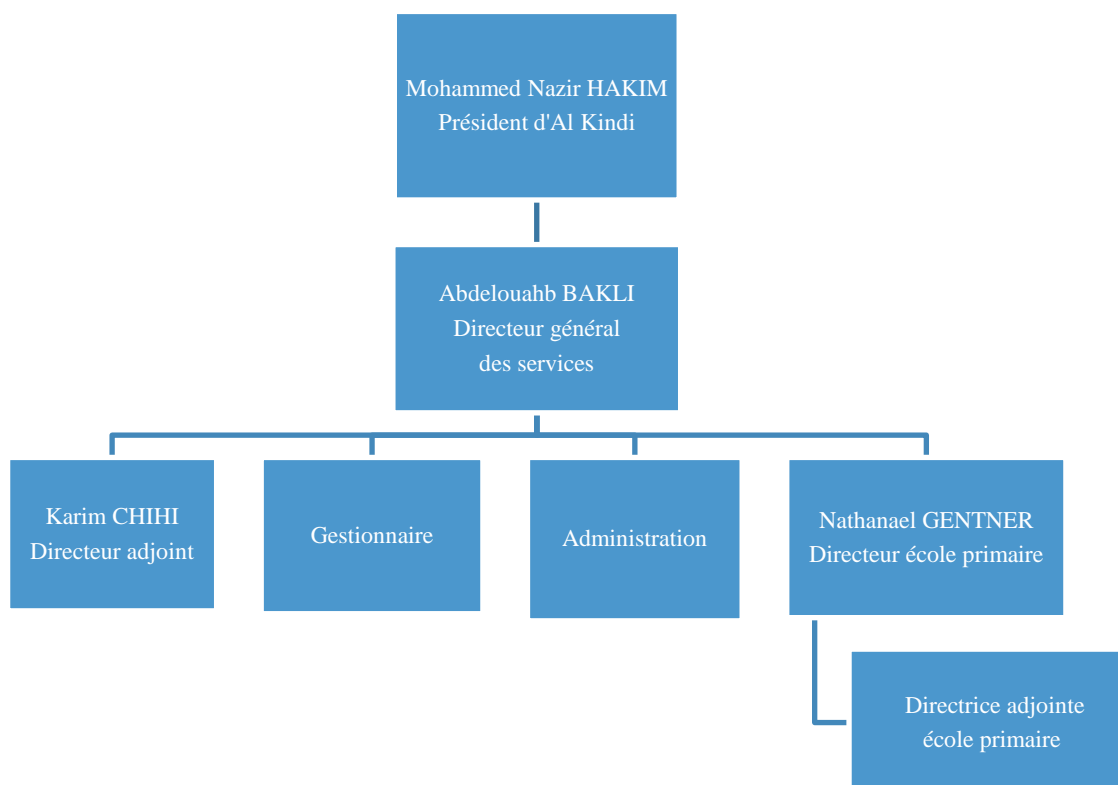 Mohammed Nazir HAKIM
Président d'Al Kindi
Abdelouahb BAKLI
Directeur général
des services
Karim CHIHI
Directeur adjoint
Gestionnaire
Administration
Nathanael GENTNER
Directeur école primaire
Directrice adjointe
école primaire